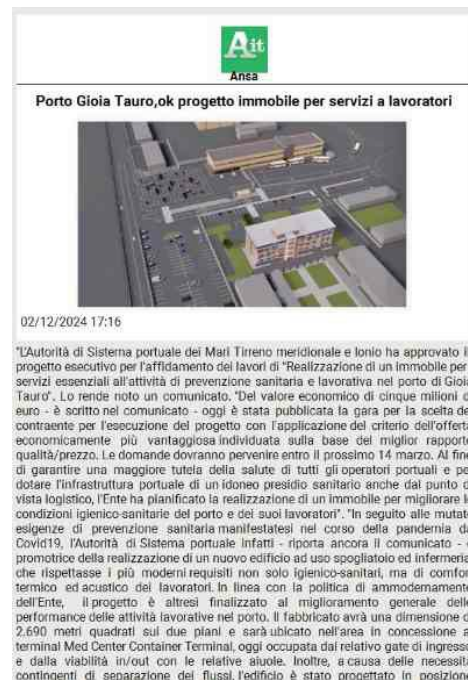 Ait
Ansa
Porto Gioia Tauro,ok progetto immobile per servizi a lavoratori
02/12/2024 17:16
"L'Autorità di Sistema portuale dei Mari Tirreno meridionale e Ionio ha approvato i
progetto esecutivo per l'affidamento dei lavori di "Realizzazione di un immobile per
servizi essenziali all'attività di prevenzione sanitaria e lavorativa nel porto di Gioia
Tauro". Lo rende noto un comunicato. "Del valore economico di cinque milioni d
euro - è scritto nel comunicato - oggi è stata pubblicata la gara per la scelta de
contraente per l'esecuzione del progetto con l'applicazione del criterio dell'offerta
economicamente più vantaggiosa individuata sulla base del miglior rapporto
qualità/prezzo. Le domande dovranno pervenire entro il prossimo 14 marzo. Al fine
di garantire una maggiore tutela della salute di tutti gli operatori portuali e pe
dotare l'infrastruttura portuale di un idoneo presidio sanitario anche dal punto d
vista logistico, l'Ente ha pianificato la realizzazione di un immobile per migliorare l
condizioni igienico-sanitarie del porto e dei suoi lavoratori". "In seguito alle mutate
esigenze di prevenzione sanitaria manifestatesi nel corso della pandemia da
Covid19, l'Autorità di Sistema portuale infatti - riporta ancora il comunicato -
promotrice della realizzazione di un nuovo edificio ad uso spogliatoio ed infermeria
che rispettasse i più moderni requisiti non solo igienico-sanitari, ma di comfor
termico ed acustico dei lavoratori. In linea con la politica di ammodernamento
dell'Ente, il progetto è altresì finalizzato al miglioramento generale delle
performance delle attività lavorative nel porto. Il fabbricato avrà una dimensione d
2.690 metri quadrati sui due piani e sarà ubicato nell'area in concessione a
terminal Med Center Container Terminal, oggi occupata dal relativo gate di ingresso
e dalla viabilità in/out con le relative aiuole. Inoltre, a causa delle necessità
contingenti di separazione dei flussi, l'edificio è stato progettato in posizione